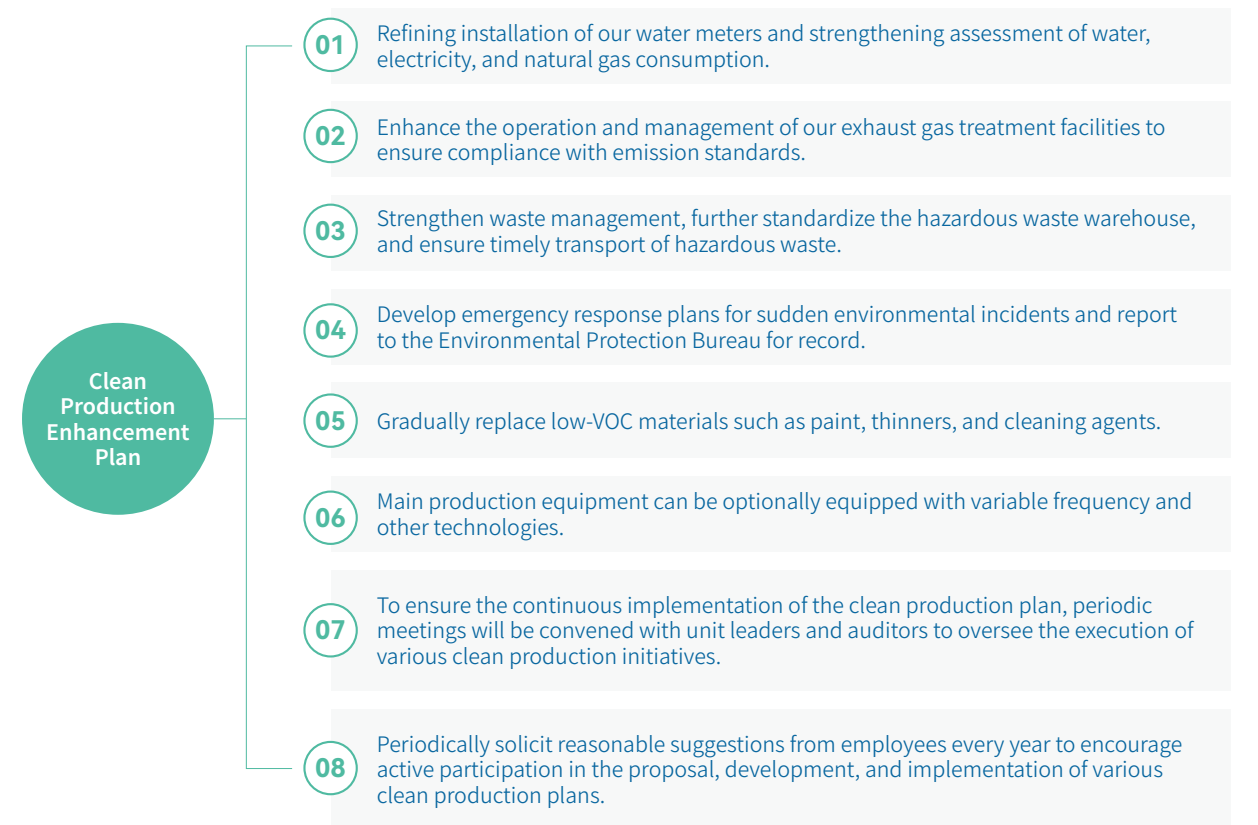 Clean
Production
Enhancement
Plan
01
Refining installation of our water meters and strengthening assessment of water,
electricity, and natural gas consumption.
02
Enhance the operation and management of our exhaust gas treatment facilities to
ensure compliance with emission standards.
03
Strengthen waste management, further standardize the hazardous waste warehouse,
and ensure timely transport of hazardous waste.
04
Develop emergency response plans for sudden environmental incidents and report
to the Environmental Protection Bureau for record.
05
Gradually replace low-VOC materials such as paint, thinners, and cleaning agents.
06
Main production equipment can be optionally equipped with variable frequency and
other technologies.
07
To ensure the continuous implementation of the clean production plan, periodic
meetings will be convened with unit leaders and auditors to oversee the execution of
various clean production initiatives.
08
Periodically solicit reasonable suggestions from employees every year to encourage
active participation in the proposal, development, and implementation of various
clean production plans.